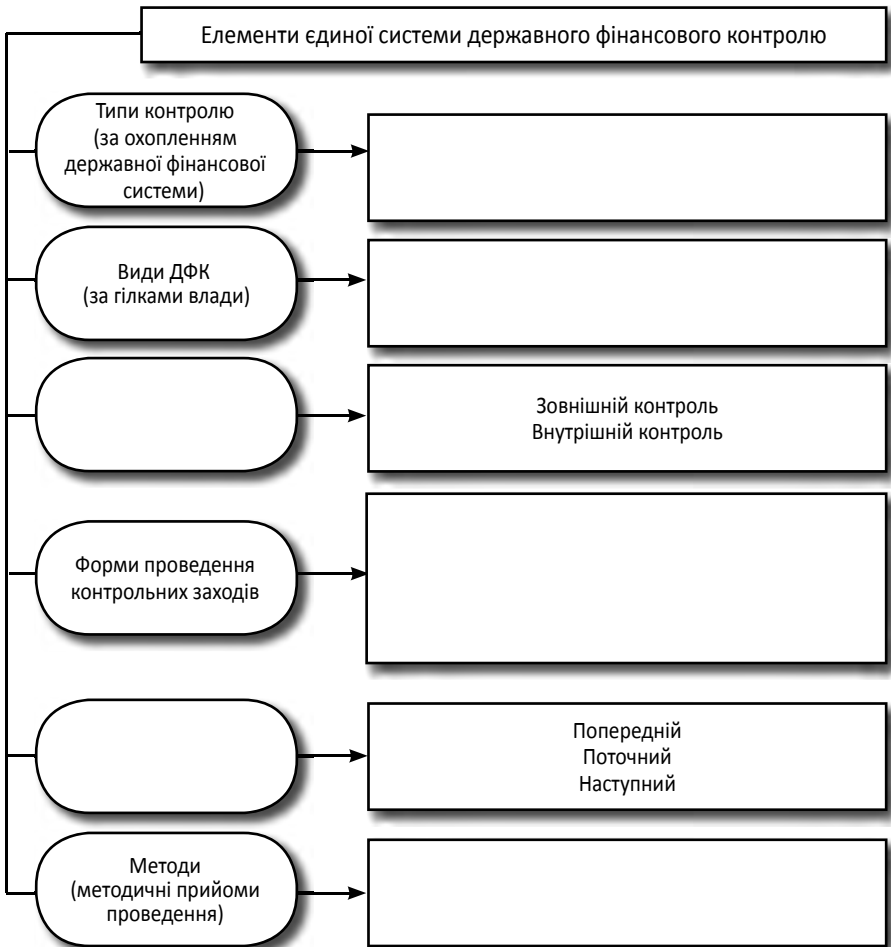 Елементи єдиної системи державного фінансового контролю
Типи контролю
(за охопленням
державної фінансової
системи)
Види ДФК
(за гілками влади)
Зовнішній контроль
Внутрішній контроль
Форми проведення
контрольних заходів
Попередній
Поточний
Наступний
Методи
(методичні прийоми
проведення)